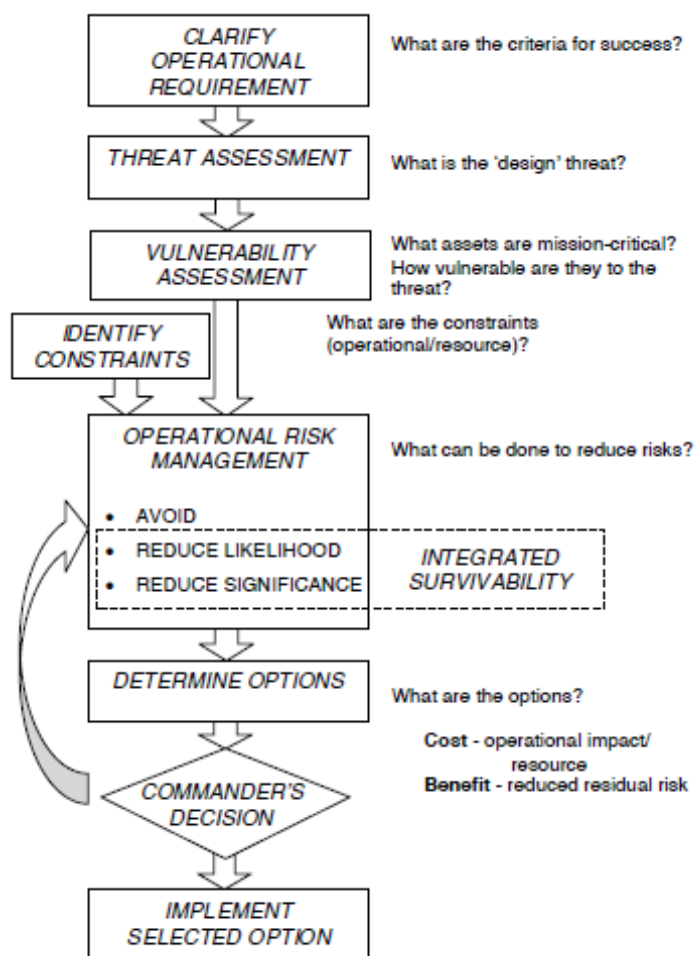 CLARIFY
OPERATIONAL
REQUIREMENT
What are the criteria for success?
THREAT ASSESSMENT
What is the ‘design’ threat?
VULNERABILITY
ASSESSMENT
What assets are mission-critical?
How vulnerable are they to the
threat?
IDENTIFY
CONSTRAINTS
What are the constraints
(operational/resource)?
OPERATIONAL RISK
MANAGEMENT
What can be done to reduce risks?
• AVOID
• REDUCE LIKELIHOOD
• REDUCE SIGNIFICANCE
INTEGRATED
SURVIVABILITY
DETERMINE OPTIONS
What are the options?
Cost - operational impact/
resource
Benefit - reduced residual risk
COMMANDER'S
DECISION
IMPLEMENT
SELECTED OPTION